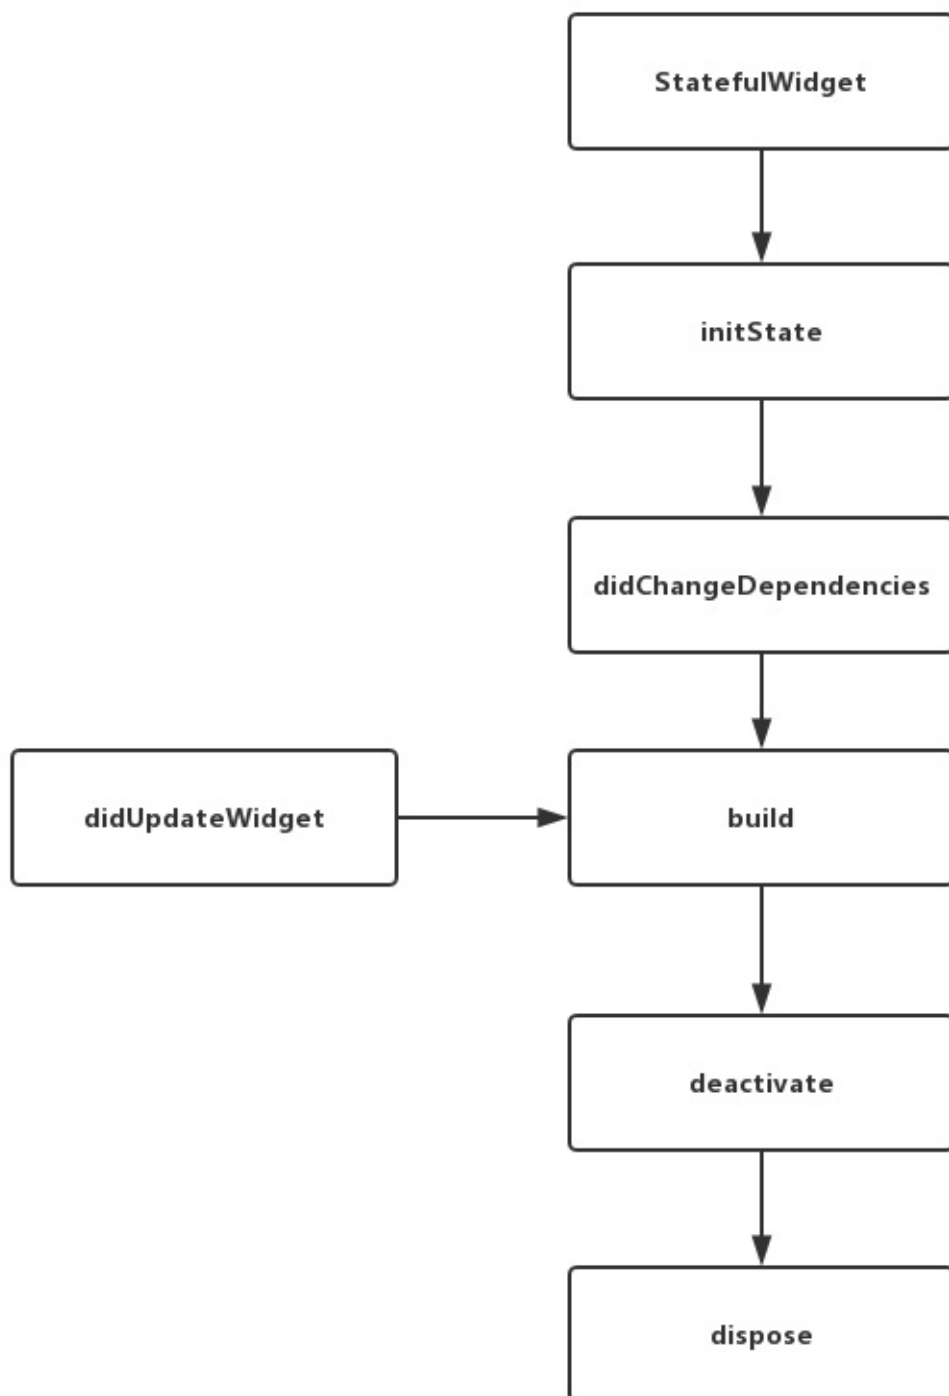 StatefulWidget
initState
didChangeDependencies
didUpdateWidget
build
deactivate
dispose